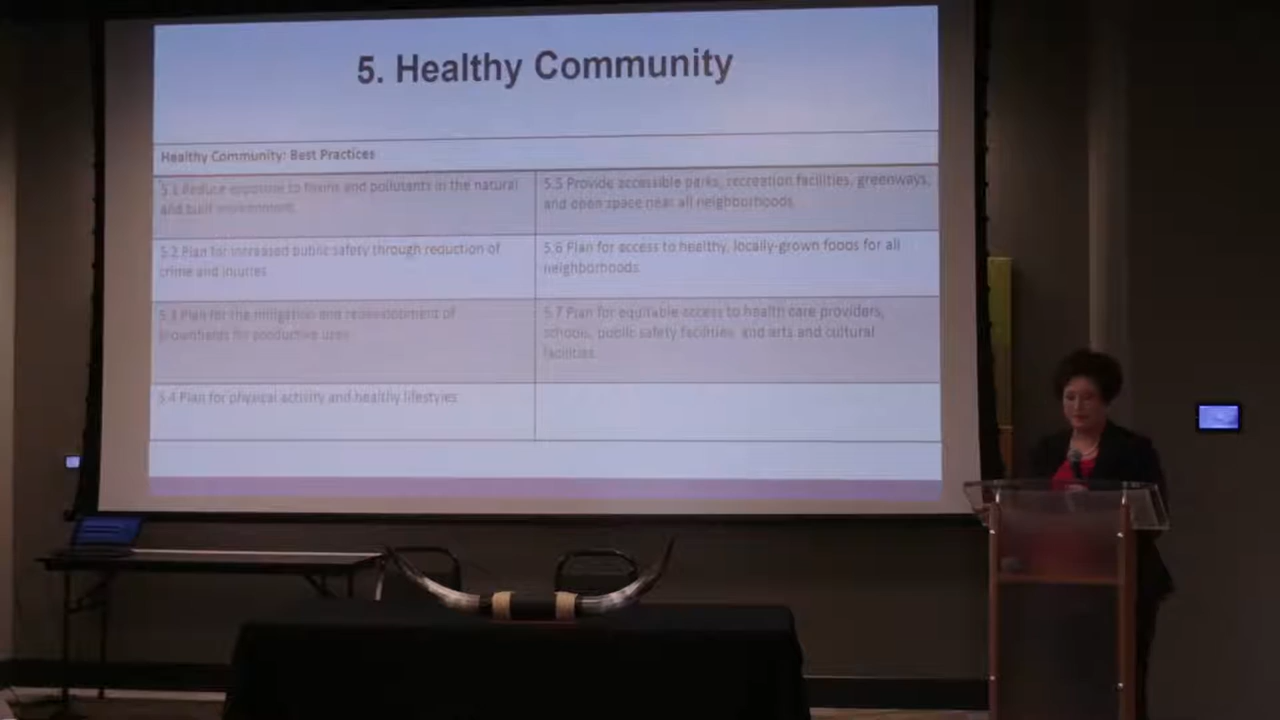 5. Healthy Community
Healthy Community: Best Practices
5.1 Reduce exposure to toxins and pollutants in the natural
and built environment.
5.2 Plan for increased public safety through reduction of
crime and injuries.
5.3 Plan for the mitigation and redevelopment of
brownfields for productive uses.
5.4 Plan for physical activity and healthy lifestyles
5.5 Provide accessible parks, recreation facilities, greenways,
and open space near all neighborhoods.
5.6 Plan for access to healthy, locally-grown foods for all
neighborhoods.
5.7 Plan for equitable access to health care providers,
schools, public safety facilities, and arts and cultural
facilities.